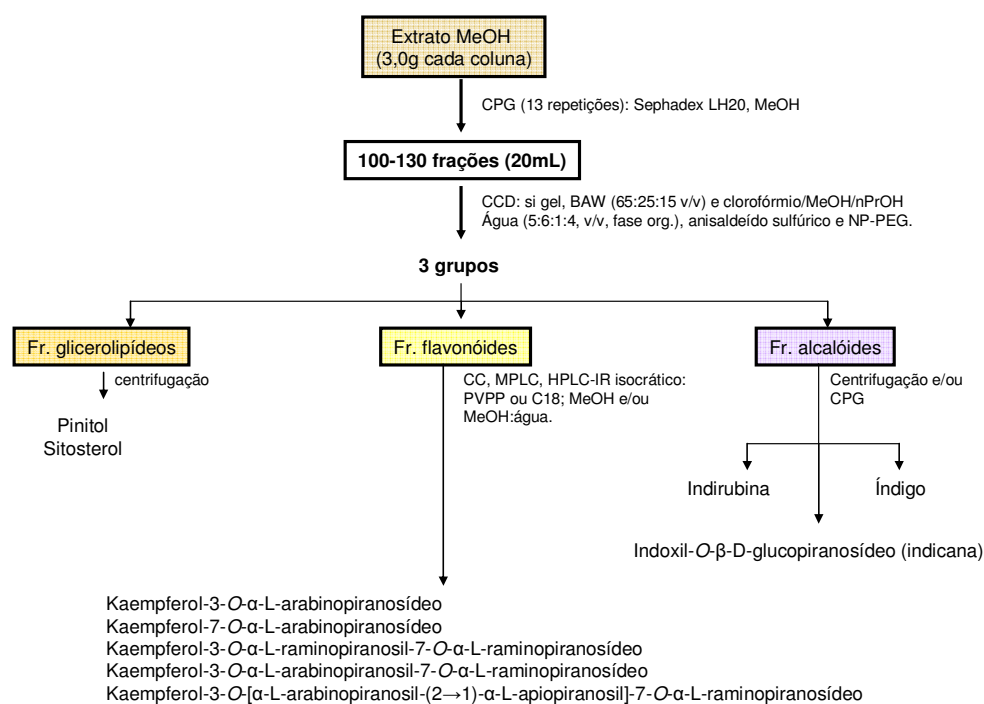 Extrato MeOH
(3,0g cada coluna)
CPG (13 repetições): Sephadex LH20, MeOH
100-130 frações (20mL)
CCD: si gel, BAW (65:25:15 v/v) e clorofórmio/MeOH/nPrOH
Água (5:6:1:4, v/v, fase org.), anisaldeído sulfúrico e NP-PEG.
3 grupos
Fr. glicerolipídeos
Fr. flavonóides
Fr. alcalóides
centrifugação
CC, MPLC, HPLC-IR isocrático:
PVPP ou C18; MeOH e/ou
MeOH:água.
Centrifugação e/ou
CPG
Pinitol
Sitosterol
Indirubina
Índigo
Indoxil-O-β-D-glucopiranosídeo (indicana)
Kaempferol-3-O-α-L-arabinopiranosídeo
Kaempferol-7-O-α-L-arabinopiranosídeo
Kaempferol-3-O-α-L-raminopiranosil-7-O-α-L-raminopiranosídeo
Kaempferol-3-O-α-L-arabinopiranosil-7-O-α-L-raminopiranosídeo
Kaempferol-3-O-[α-L-arabinopiranosil-(2→1)-α-L-apiopiranosil]-7-O-α-L-raminopiranosídeo